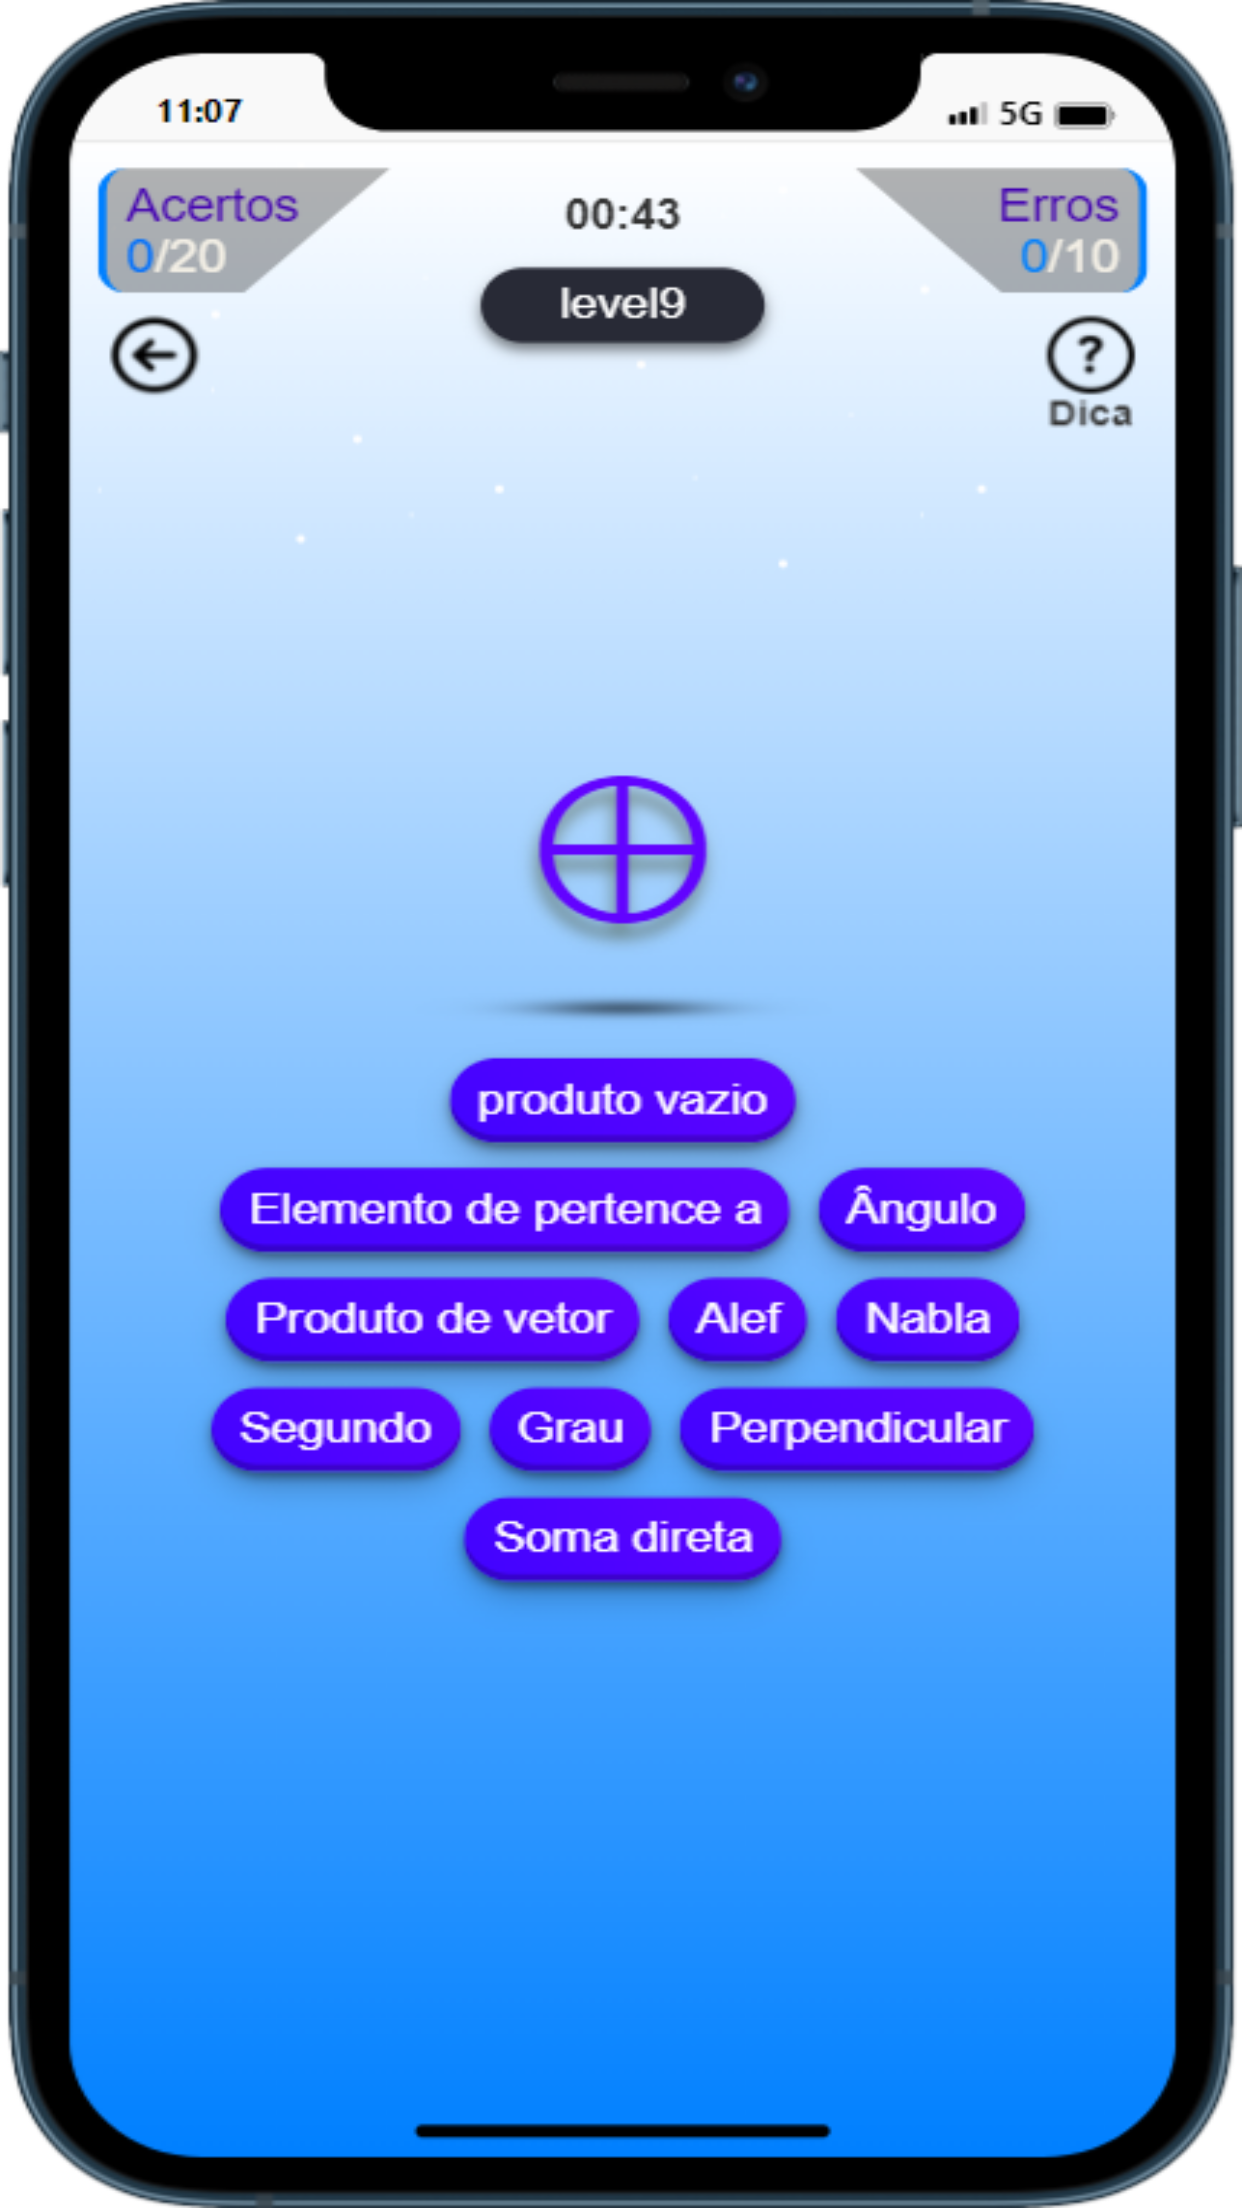 11:07
5G
Acertos
0/20
00:43
Erros
0/10
level9
?
Dica
⊕
produto vazio
Elemento de pertence a
Ângulo
Produto de vetor
Alef
Nabla
Segundo
Grau
Perpendicular
Soma direta